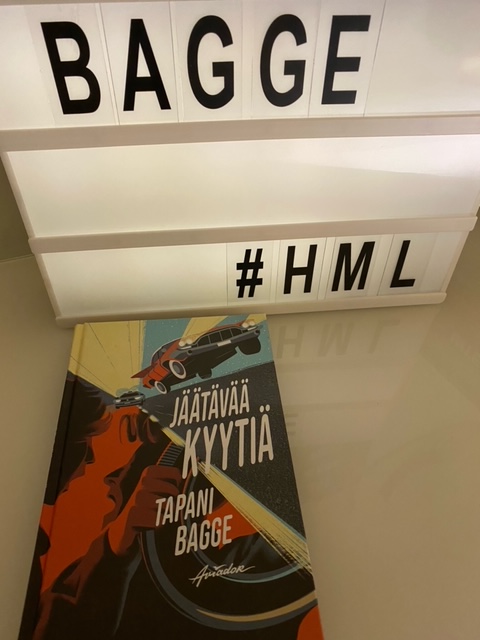 BAGGE
#HML
JÄÄTÄVÄÄ
KYYTIÄ
TAPANI
BAGGE
Aviador